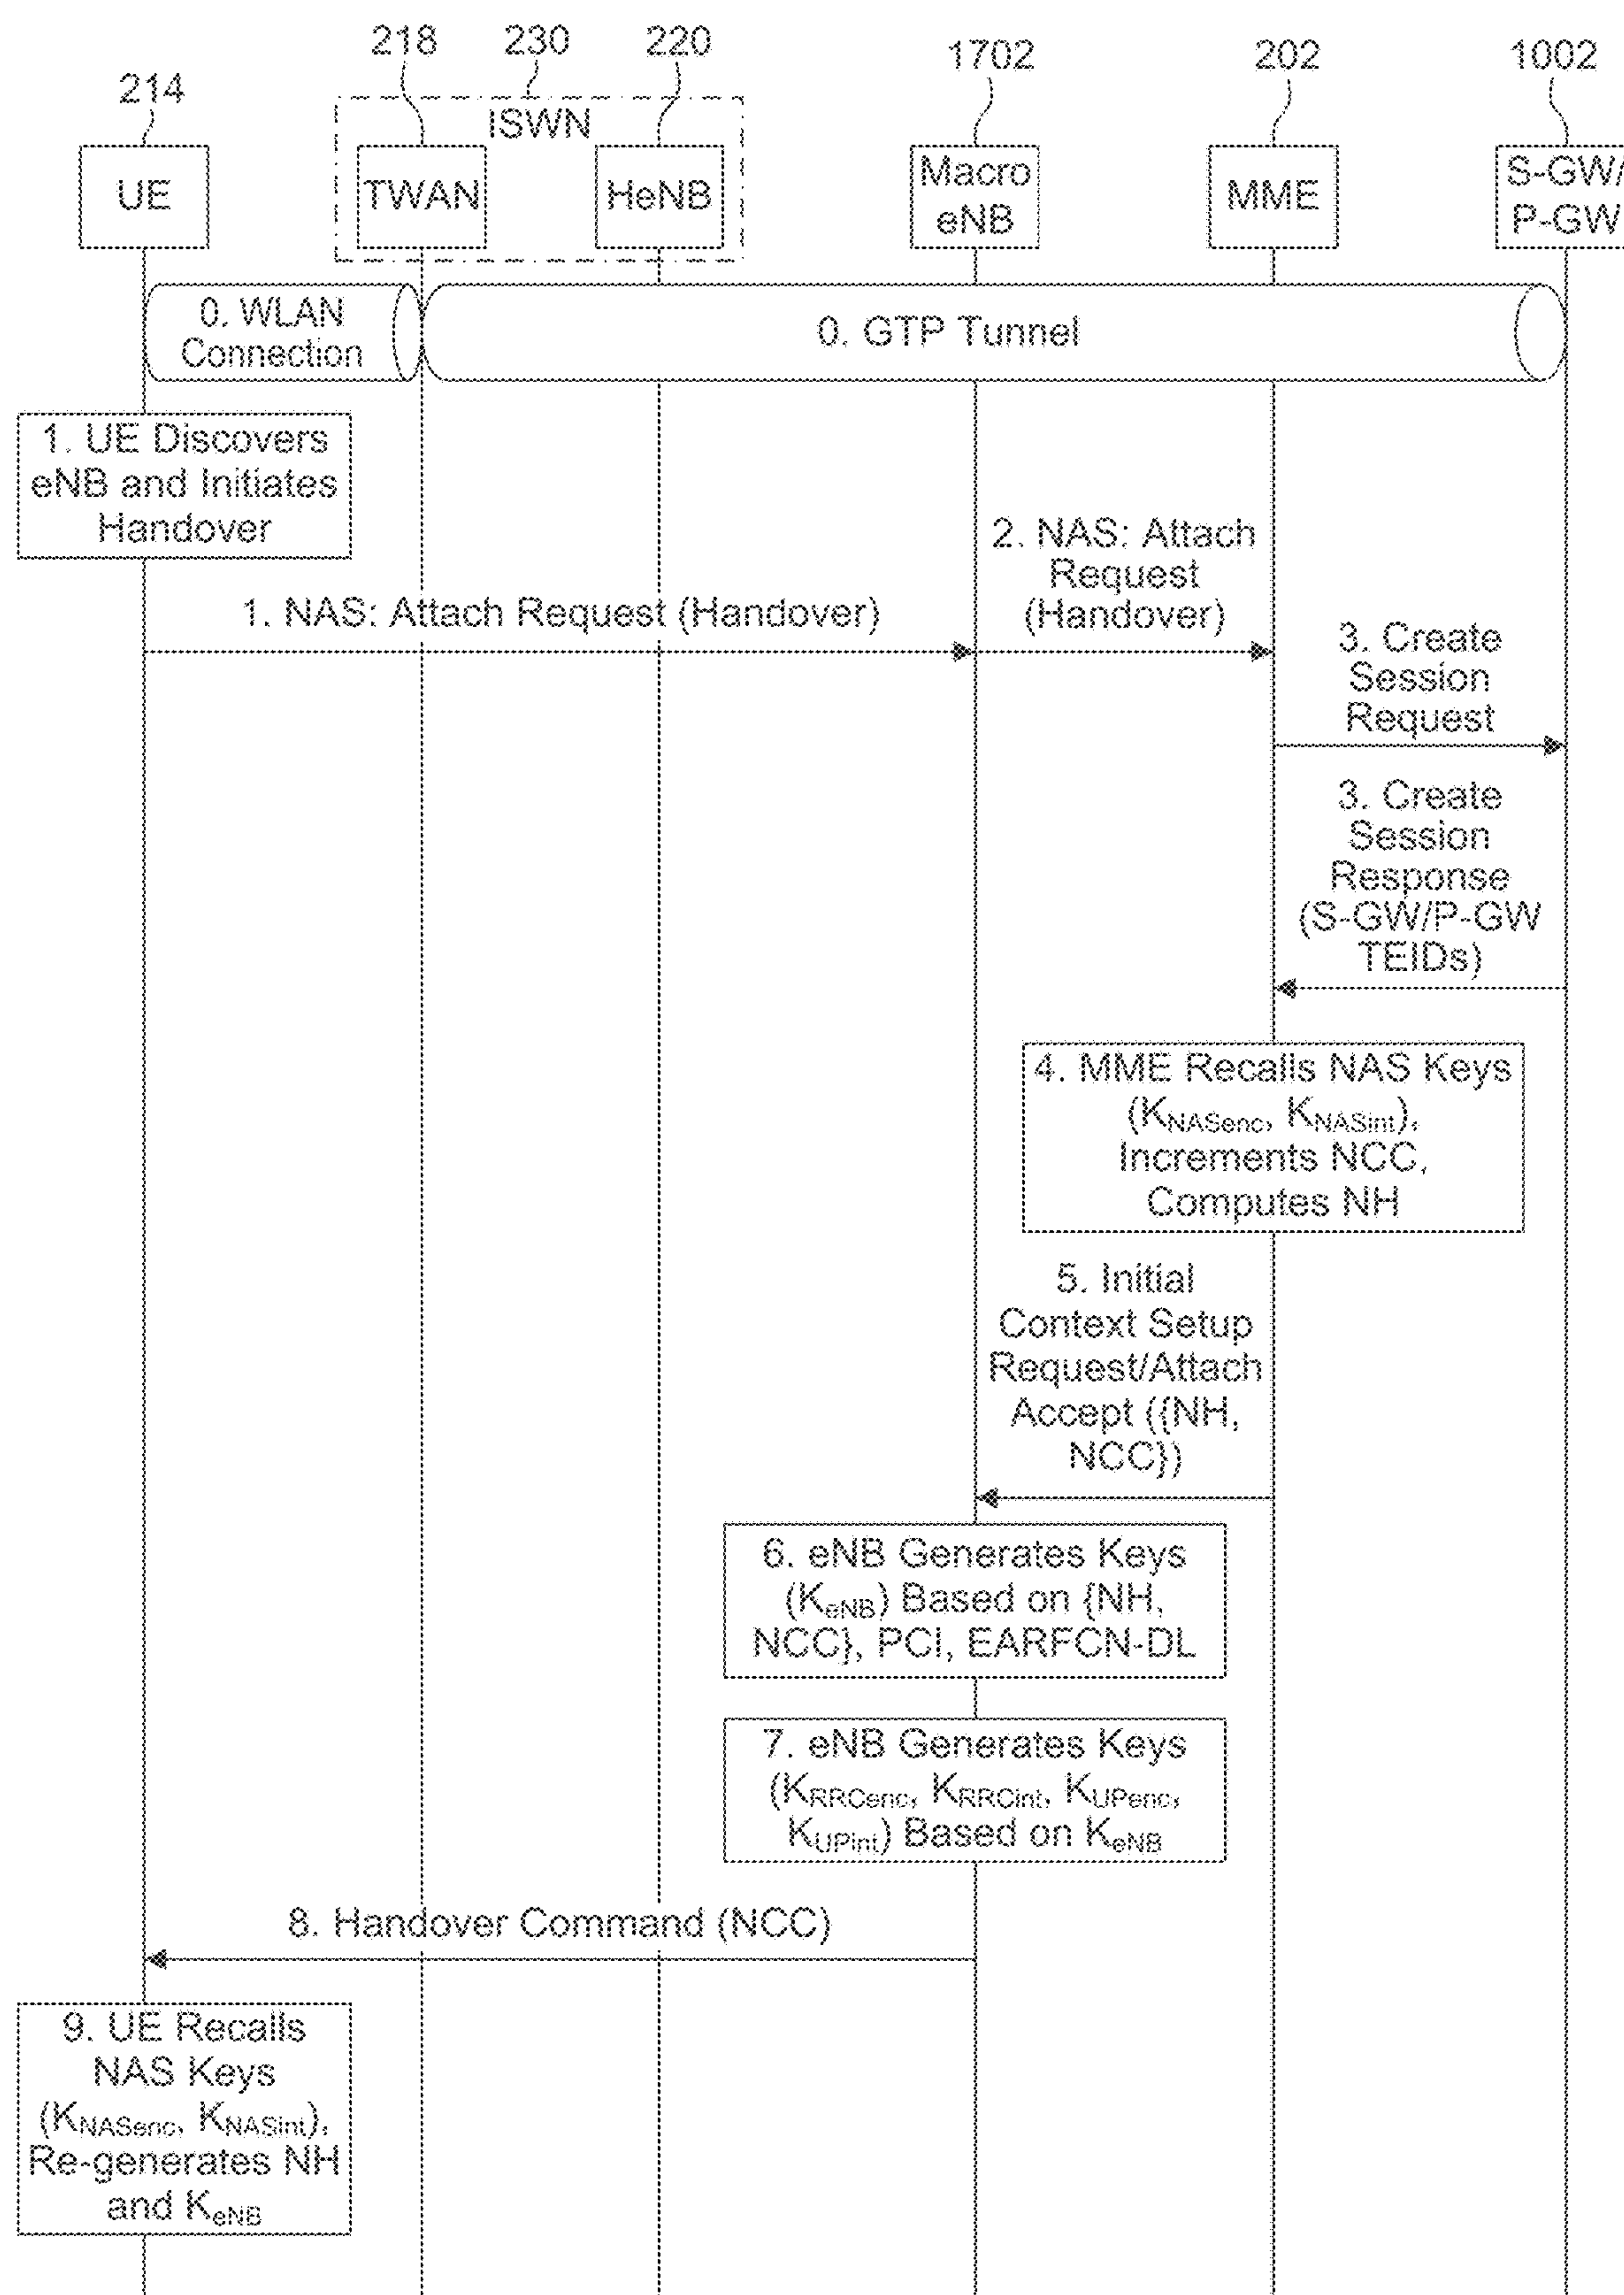 218
230
220
1702
202
1002
214
ISWN
UE
TWAN
HeNB
Macro
eNB
MME
S-GW/
P-GW
0. WLAN
Connection
0. GTP Tunnel
1. UE Discovers
eNB and Initiates
Handover
1. NAS: Attach Request (Handover)
2. NAS: Attach
Request
(Handover)
3. Create
Session
Request
3. Create
Session
Response
(S-GW/P-GW
TEIDs)
4. MME Recalls NAS Keys
(KNASenc, KNASint),
Increments NCC,
Computes NH
5. Initial
Context Setup
Request/Attach
Accept ({NH,
NCC})
6. eNB Generates Keys
(KeNB) Based on {NH,
NCC}, PCI, EARFCN-DL
7. eNB Generates Keys
(KRRCenc, KRRCint, KUPenc,
KUPint) Based on KeNB
8. Handover Command (NCC)
9. UE Recalls
NAS Keys
(KNASenc, KNASint),
Re-generates NH
and KeNB